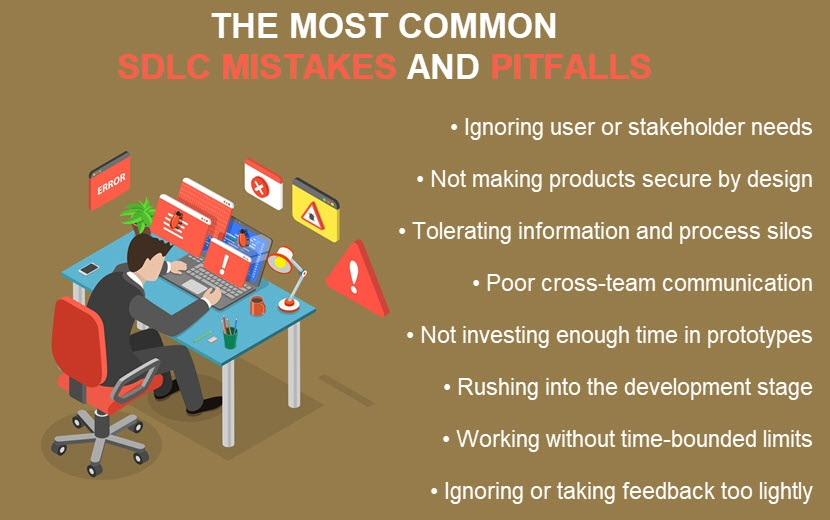 THE MOST COMMON
SDLC MISTAKES AND PITFALLS
• Ignoring user or stakeholder needs
• Not making products secure by design
• Tolerating information and process silos
• Poor cross-team communication
• Not investing enough time in prototypes
• Rushing into the development stage
• Working without time-bounded limits
• Ignoring or taking feedback too lightly
ERROR